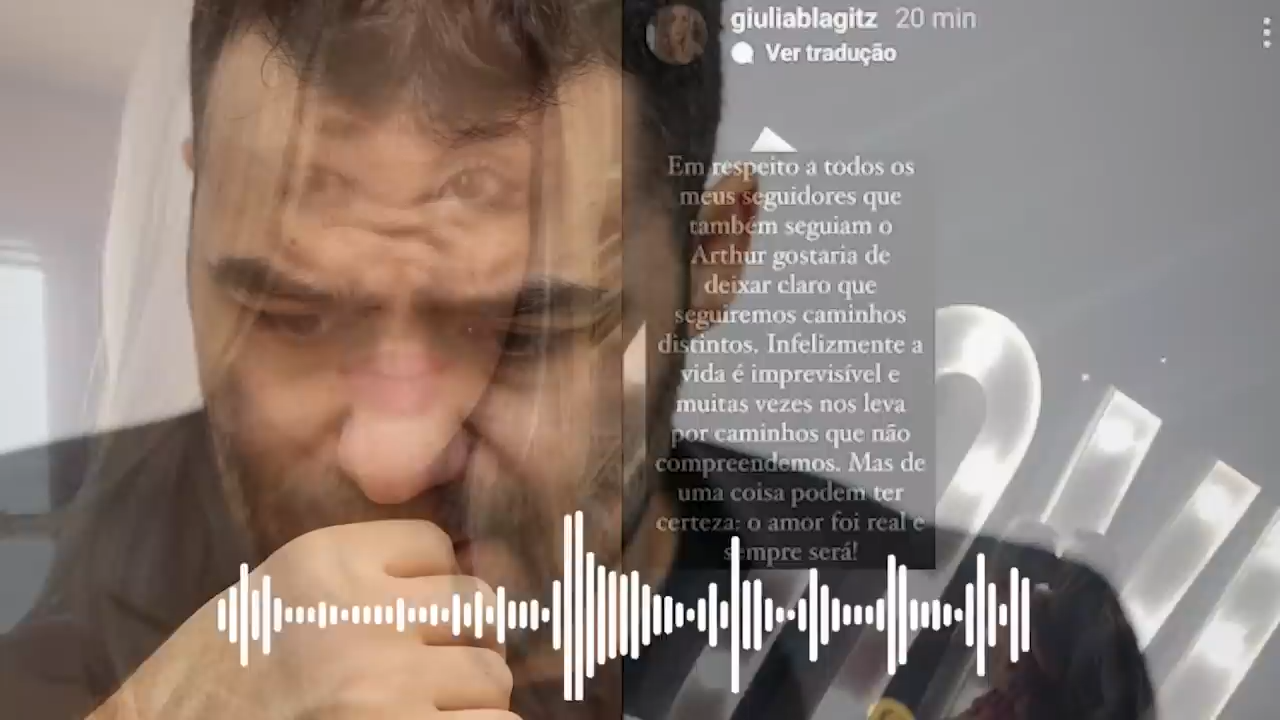 giuliablagitz 20 min
Ver tradução
Em respeito a todos os
meus seguidores que
também seguiam o
Arthur gostaria de
deixar claro que
seguiremos caminhos
distintos. Infelizmente a
vida é imprevisível e
muitas vezes nos leva
por caminhos que não
compreendemos. Mas de
uma coisa podem ter
certeza: o amor foi real e
sempre será!